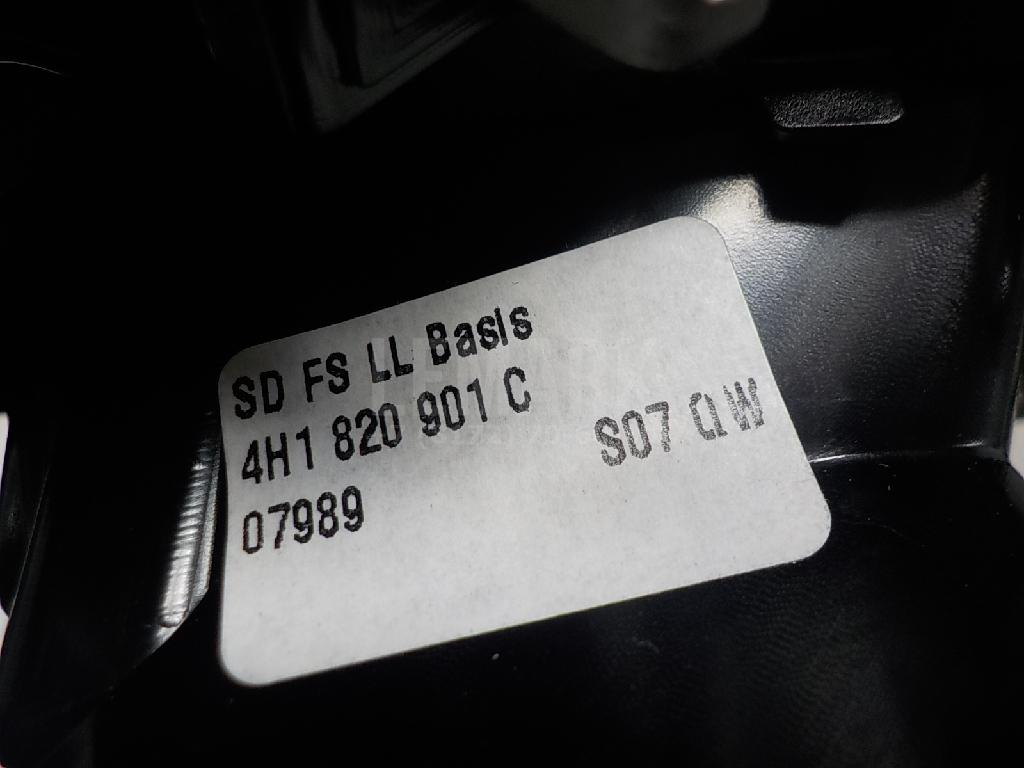 SD FS LL Basis
4H1 820 901 C
S07 QW
07989